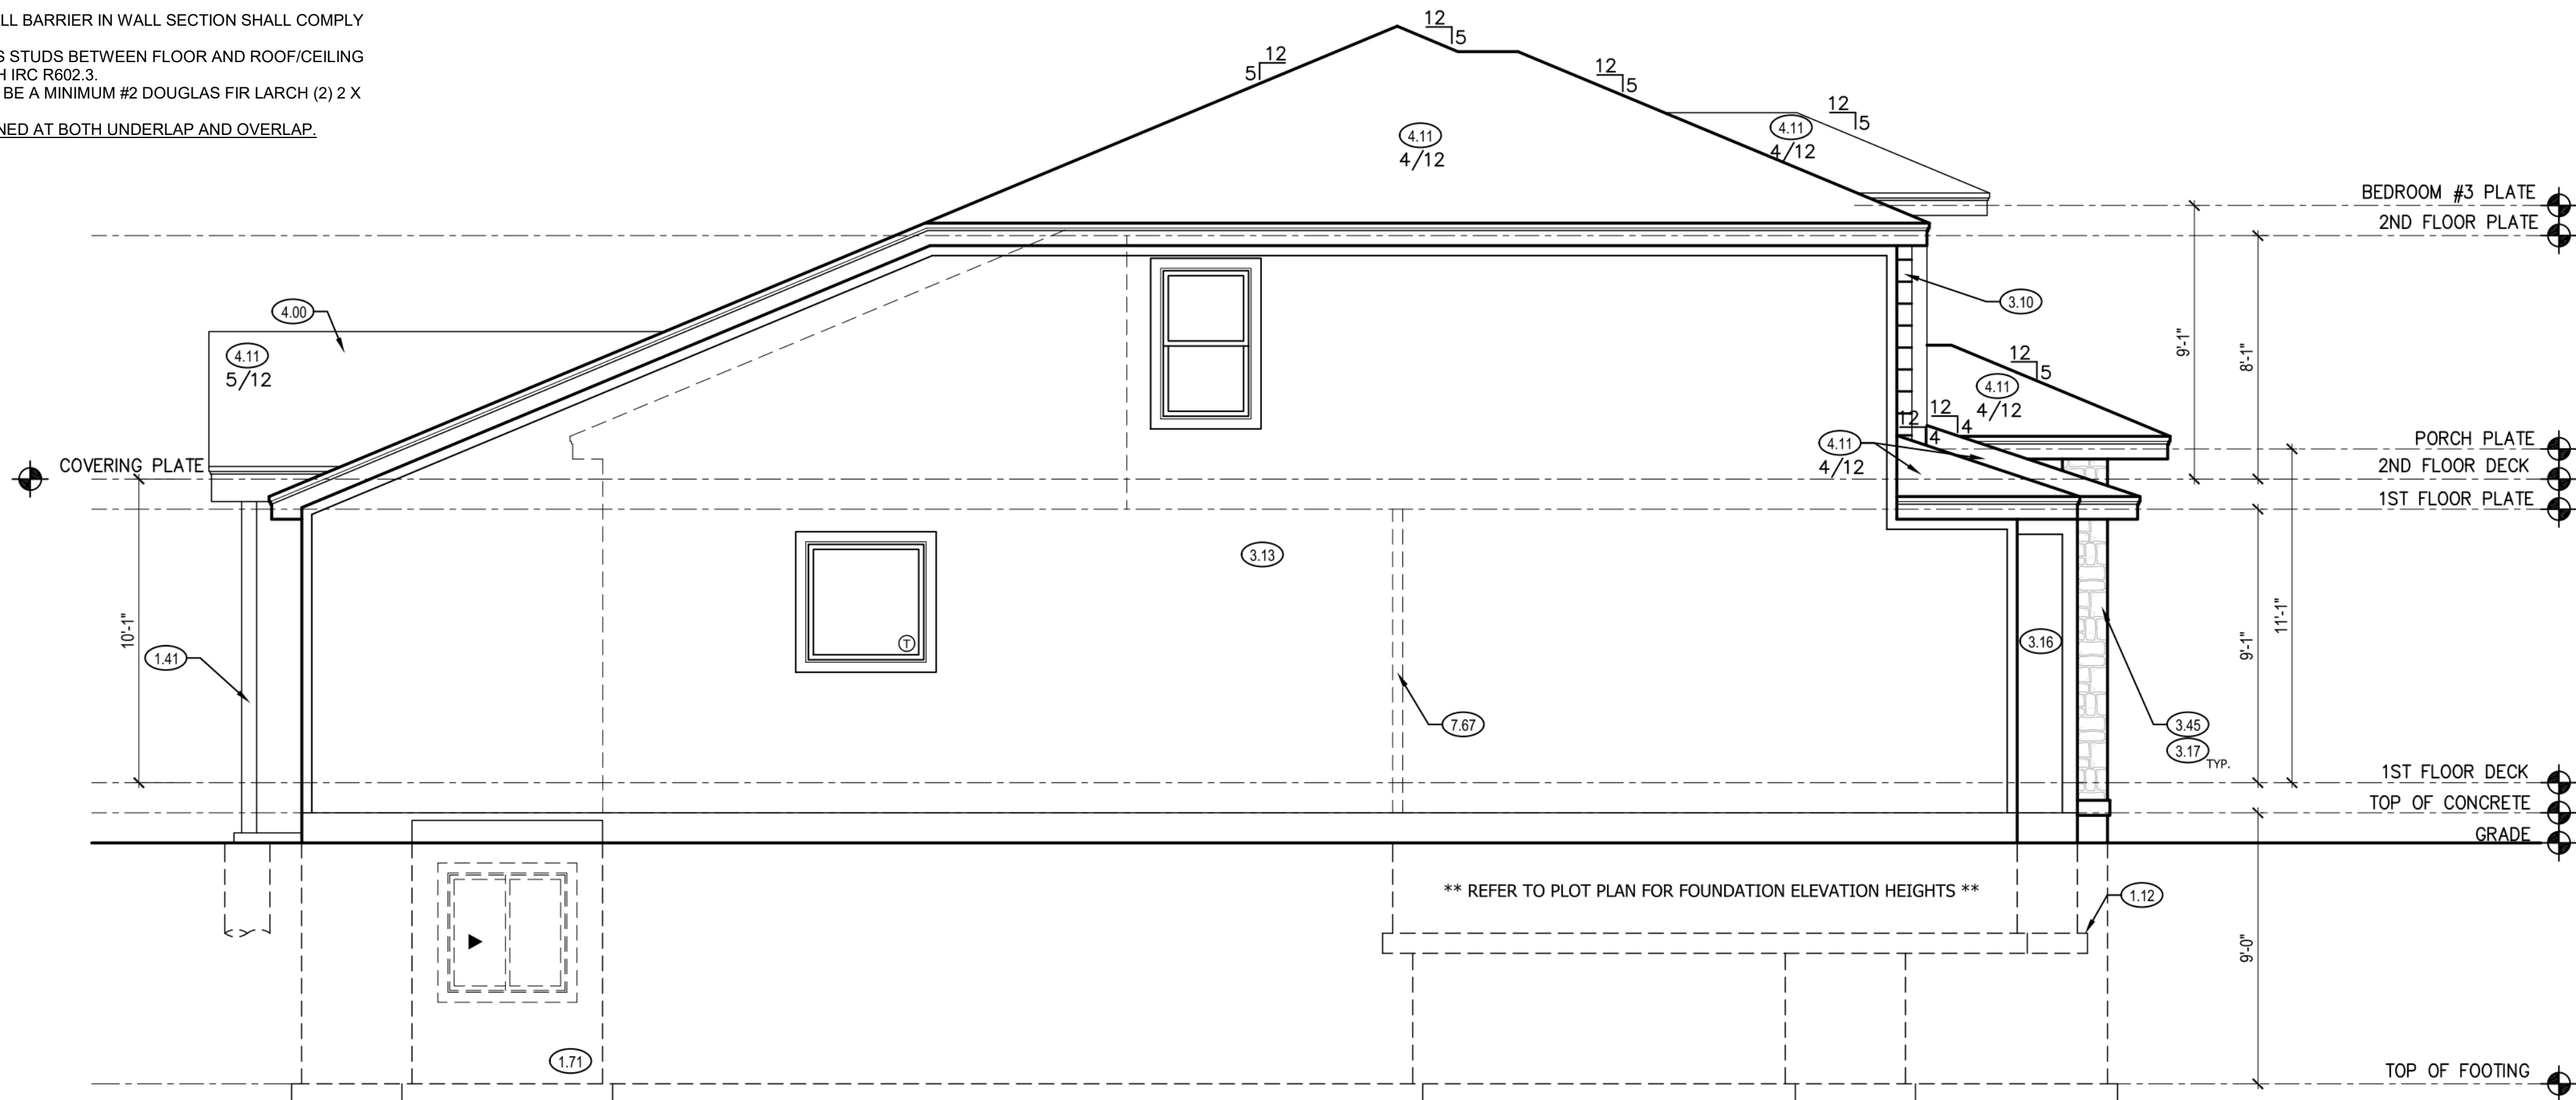 LL BARRIER IN WALL SECTION SHALL COMPLY
S STUDS BETWEEN FLOOR AND ROOF/CEILING
H IRC R602.3.
BE A MINIMUM #2 DOUGLAS FIR LARCH (2) 2 X
NED AT BOTH UNDERLAP AND OVERLAP.
12
5
12
5
12
5
12
5
4.11
4/12
4.11
4/12
BEDROOM #3 PLATE
2ND FLOOR PLATE
4.00
4.11
5/12
3.10
9'-1"
8'-1"
12
5
4.11
4/12
12
4
12
4
4.11
4/12
COVERING PLATE
PORCH PLATE
2ND FLOOR DECK
1ST FLOOR PLATE
3.13
T
10'-1"
1.41
3.16
9'-1"
11'-1"
7.67
3.45
3.17
TYP.
1ST FLOOR DECK
TOP OF CONCRETE
GRADE
** REFER TO PLOT PLAN FOR FOUNDATION ELEVATION HEIGHTS **
1.12
9'-0"
1.71
TOP OF FOOTING